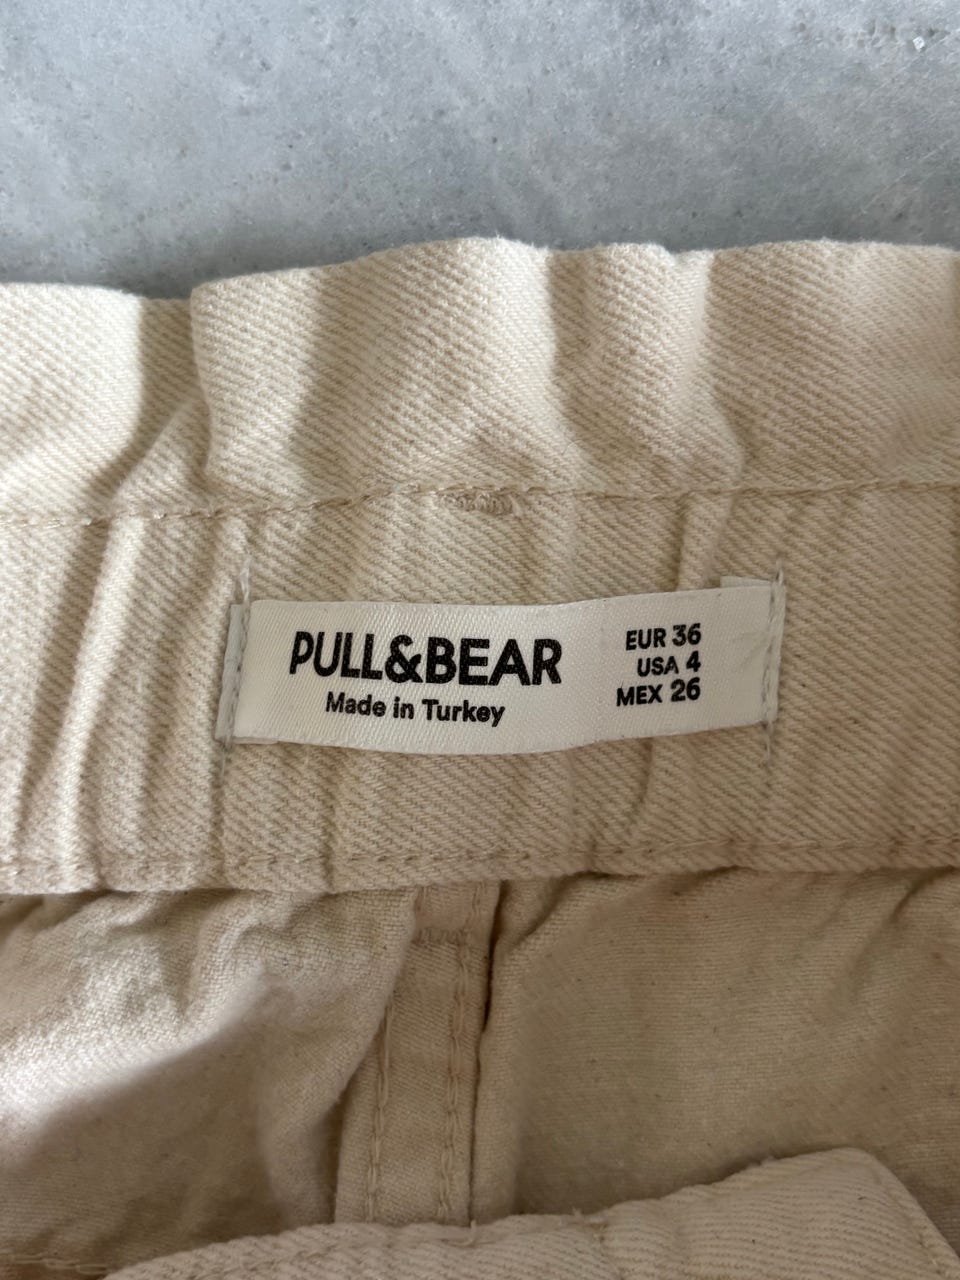 PULL&BEAR
Made in Turkey
EUR 36
USA 4
MEX 26